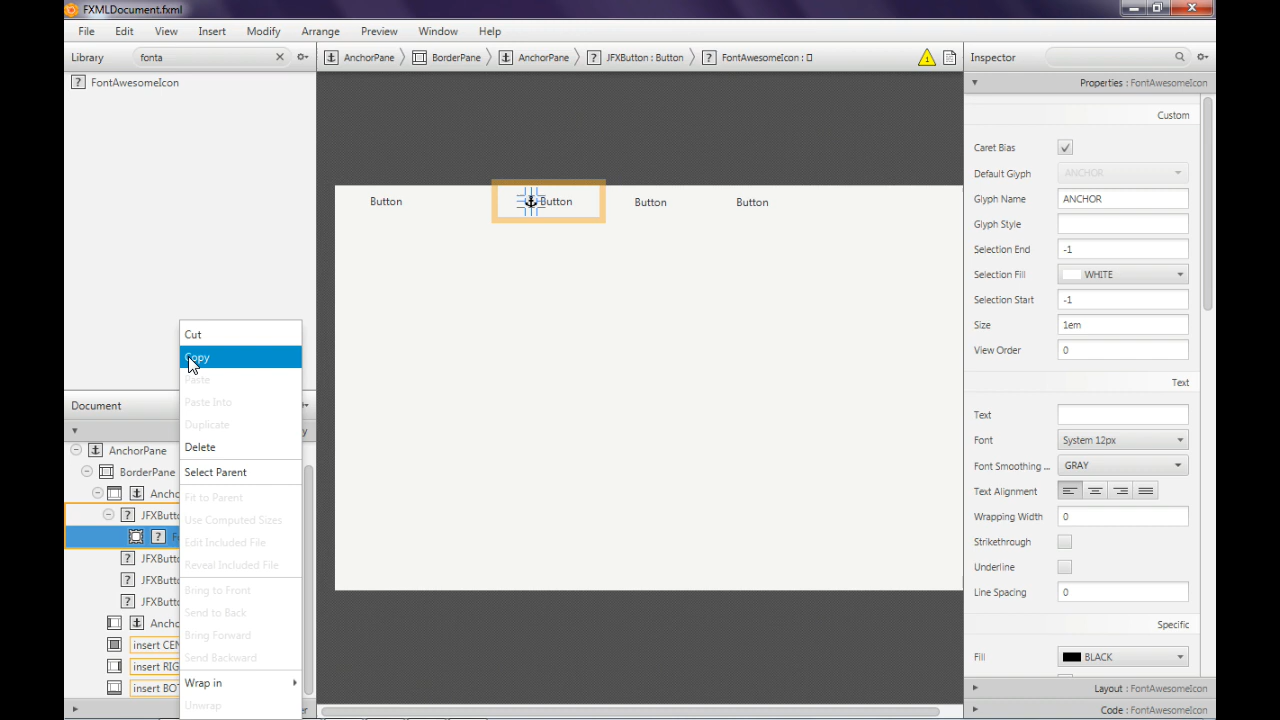 FXMLDocument.fxml
File Edit View Insert Modify Arrange Preview Window Help
Library fonta
AnchorPane BorderPane AnchorPane JFXButton : Button FontAwesomeIcon :
1
Inspector
FontAwesomeIcon
Properties : FontAwesomeIcon
Custom
Caret Bias
Default Glyph ANCHOR
Glyph Name ANCHOR
Glyph Style
Selection End -1
Selection Fill WHITE
Selection Start -1
Size 1em
View Order 0
Text
Text
Font System 12px
Font Smoothing ... GRAY
Text Alignment
Wrapping Width 0
Strikethrough
Underline
Line Spacing 0
Specific
Fill BLACK
Layout : FontAwesomeIcon
Code : FontAwesomeIcon
Button Button Button Button
Cut
Copy
Paste
Paste Into
Duplicate
Delete
Select Parent
Fit to Parent
Use Computed Sizes
Edit Included File
Reveal Included File
Bring to Front
Send to Back
Bring Forward
Send Backward
Wrap in
Unwrap
Document
AnchorPane
BorderPane
Ancho
JFXButto
JFXButto
JFXButto
JFXButto
Ancho
insert CEN
insert RIG
insert BO